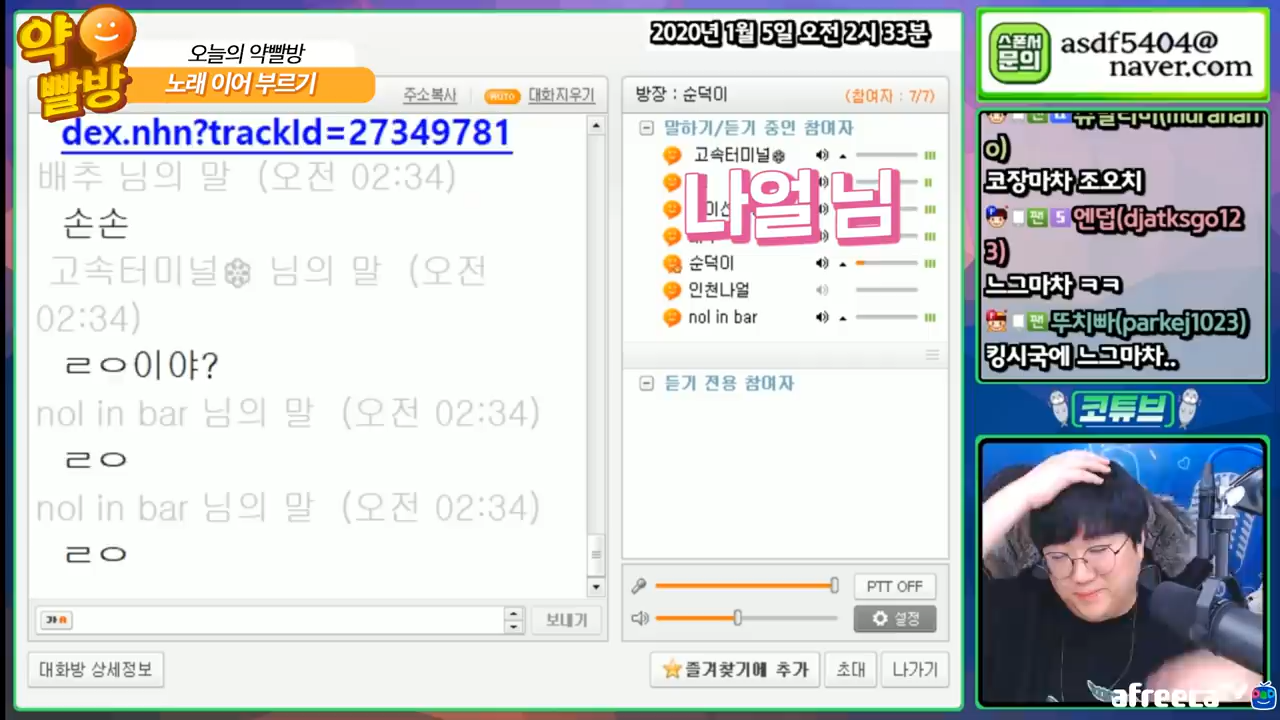 약빨방
오늘의 약빨방
노래 이어 부르기
2020년 1월 5일 오전 2시 33분
주소복사
AUTO
대화지우기
dex.nhn?trackId=27349781
배추 님의 말 (오전 02:34)
손손
고속터미널֍ 님의 말 (오전
02:34)
ㄹㅇ이야?
nol in bar 님의 말 (오전 02:34)
ㄹㅇ
nol in bar 님의 말 (오전 02:34)
ㄹㅇ
가a
보내기
대화방 상세정보
방장 : 순덕이
(참여자 : 7/7)
말하기/듣기 중인 참여자
고속터미널֍
나얼 님
순덕이
인천나얼
nol in bar
듣기 전용 참여자
PTT OFF
설정
즐겨찾기에 추가
초대
나가기
스폰서
문의
asdf5404@
naver.com
이)
코장마차 조오치
팬 5 엔덥(djatksgo12
3)
느그마차 ㅋㅋ
팬 뚜치빠(parkej1023)
킹시국에 느그마차..
코튜브
afreecaTV